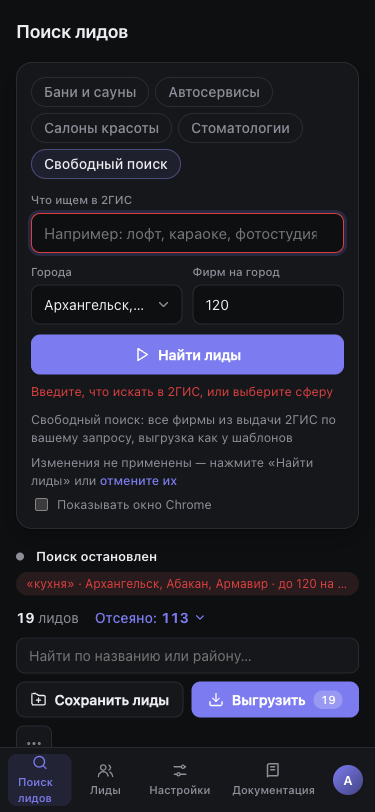 Поиск лидов
Бани и сауны
Автосервисы
Салоны красоты
Стоматологии
Свободный поиск
Что ищем в 2ГИС
Например: лофт, караоке, фотостудия
Города
Фирм на город
Архангельск,...
120
Найти лиды
Введите, что искать в 2ГИС, или выберите сферу
Свободный поиск: все фирмы из выдачи 2ГИС по
вашему запросу, выгрузка как у шаблонов
Изменения не применены — нажмите «Найти
лиды» или отмените их
Показывать окно Chrome
Поиск остановлен
«кухня» · Архангельск, Абакан, Армавир · до 120 на ...
19 лидов
Отсеяно: 113
Найти по названию или району...
Сохранить лиды
Выгрузить 19
...
Поиск
лидов
Лиды
Настройки
Документация
A